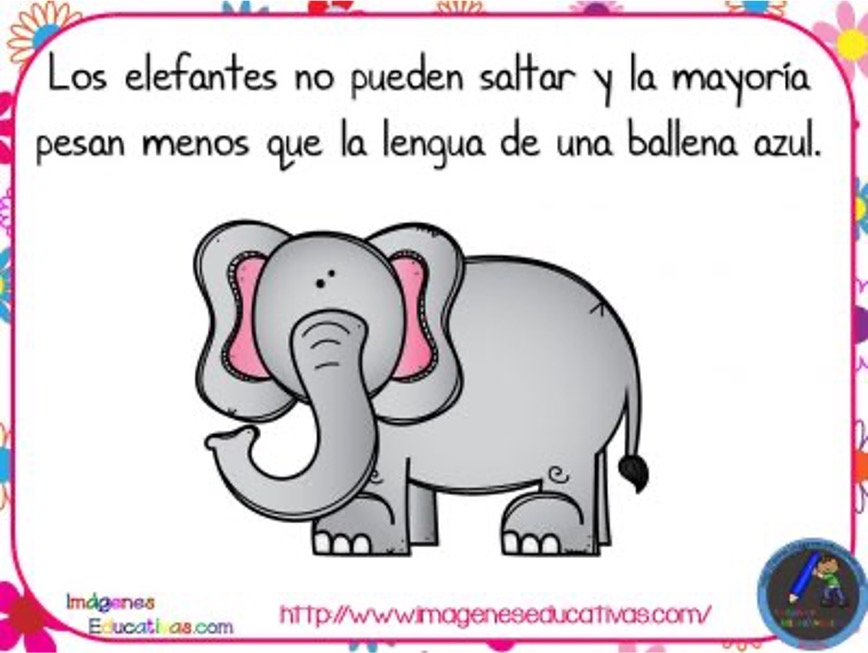 Los elefantes no pueden saltar y la mayoría
pesan menos que la lengua de una ballena azul.
Imágenes
Educativas.com
http://www.imageneseducativas.com/